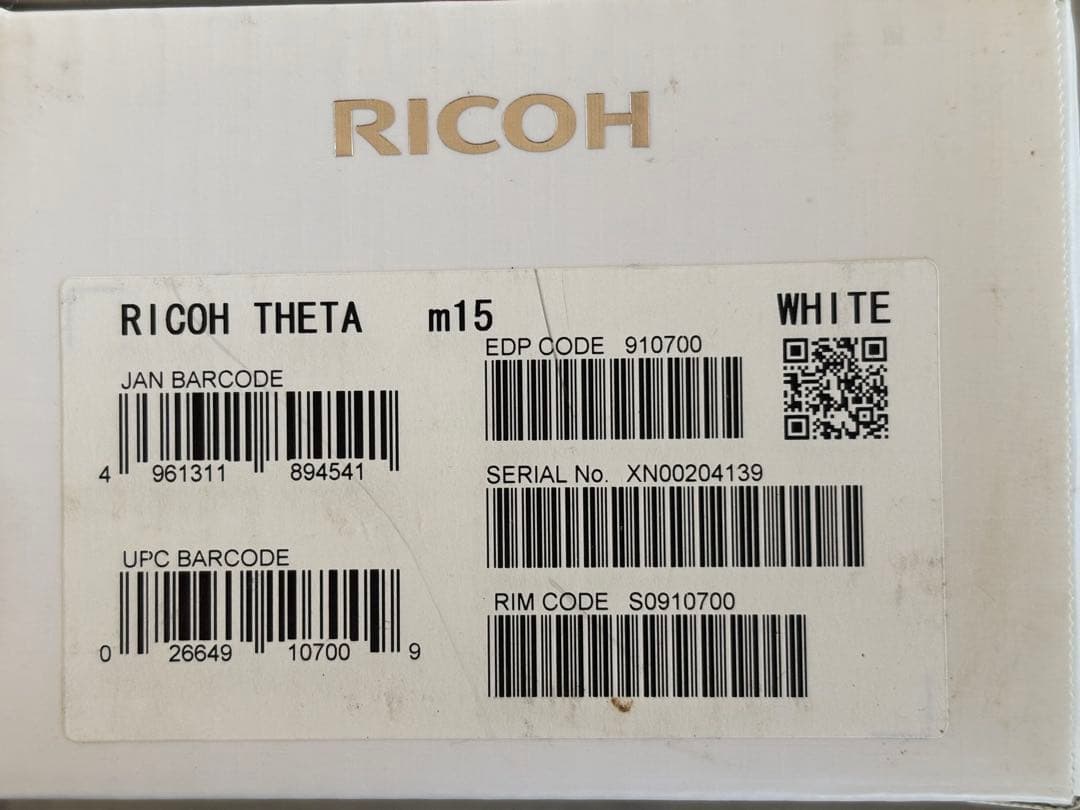 RICOH
RICOH THETA m15 WHITE
EDP CODE 910700
JAN BARCODE
4 961311 894541
SERIAL No. XN00204139
UPC BARCODE
0 26649 10700 9
RIM CODE S0910700